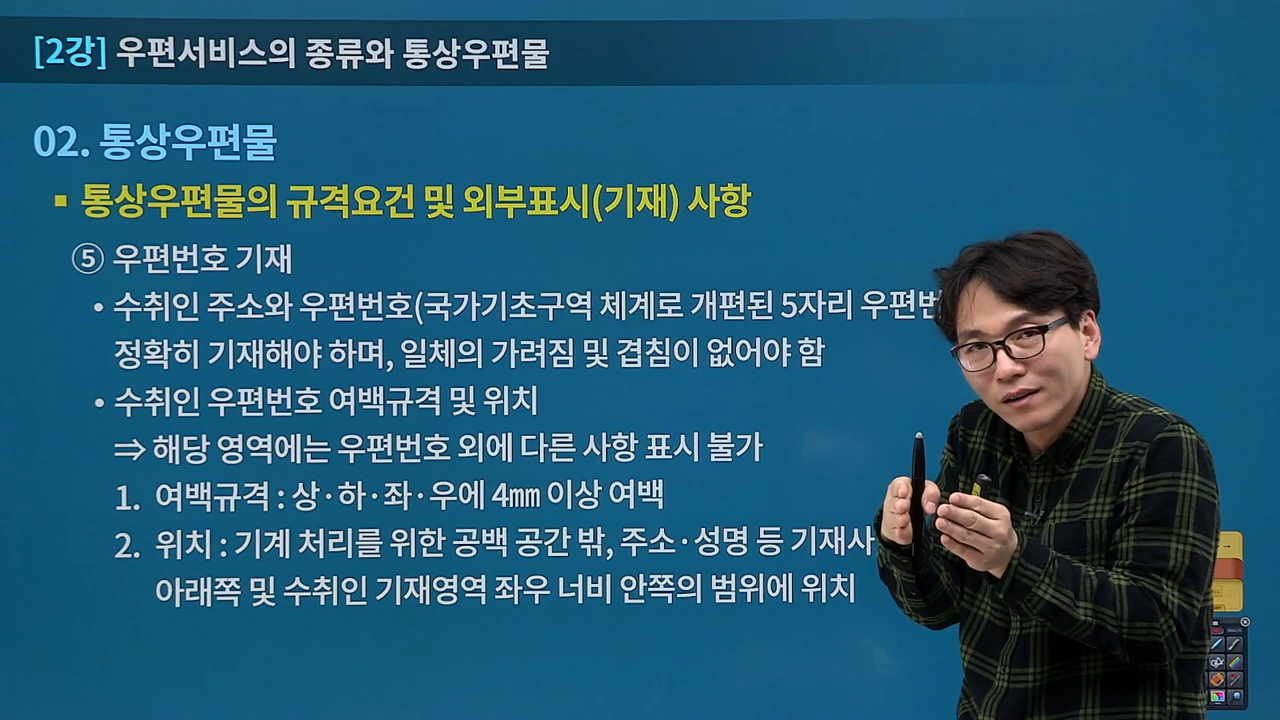 [2강] 우편서비스의 종류와 통상우편물
02. 통상우편물
▪ 통상우편물의 규격요건 및 외부표시(기재) 사항
⑤ 우편번호 기재
• 수취인 주소와 우편번호(국가기초구역 체계로 개편된 5자리
정확히 기재해야 하며, 일체의 가려짐 및 겹침이 없어야 함
• 수취인 우편번호 여백규격 및 위치
⇒ 해당 영역에는 우편번호 외에 다른 사항 표시 불가
1. 여백규격 : 상·하·좌·우에 4㎜ 이상 여백
2. 위치 : 기계 처리를 위한 공백 공간 밖, 주소·성명 등
아래쪽 및 수취인 기재영역 좌우 너비 안쪽의 범위에 위치